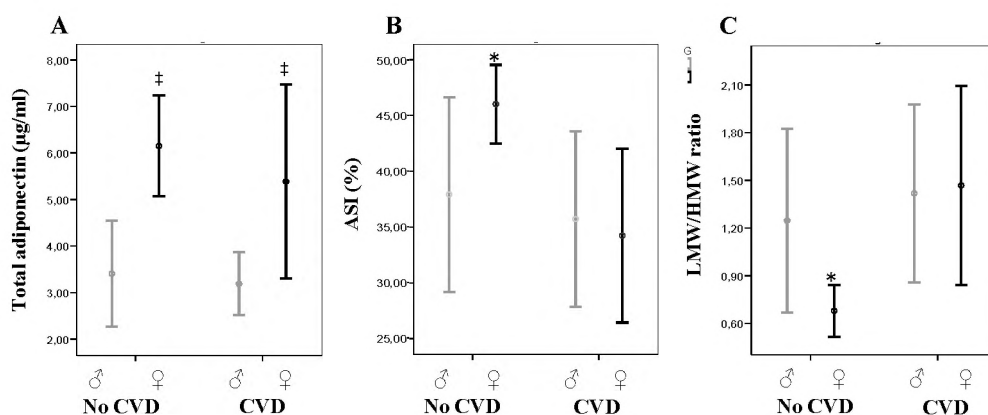 A
Total adiponectin (µg/ml)
8,00
7,00
6,00
5,00
4,00
3,00
2,00
‡
‡
♂ ♀ ♂ ♀
No CVD CVD
B
ASI (%)
50,00
45,00
40,00
35,00
30,00
25,00
*
♂ ♀ ♂ ♀
No CVD CVD
C
G
LMW/HMW ratio
2,10
1,80
1,50
1,20
0,90
0,60
*
♂ ♀ ♂ ♀
No CVD CVD